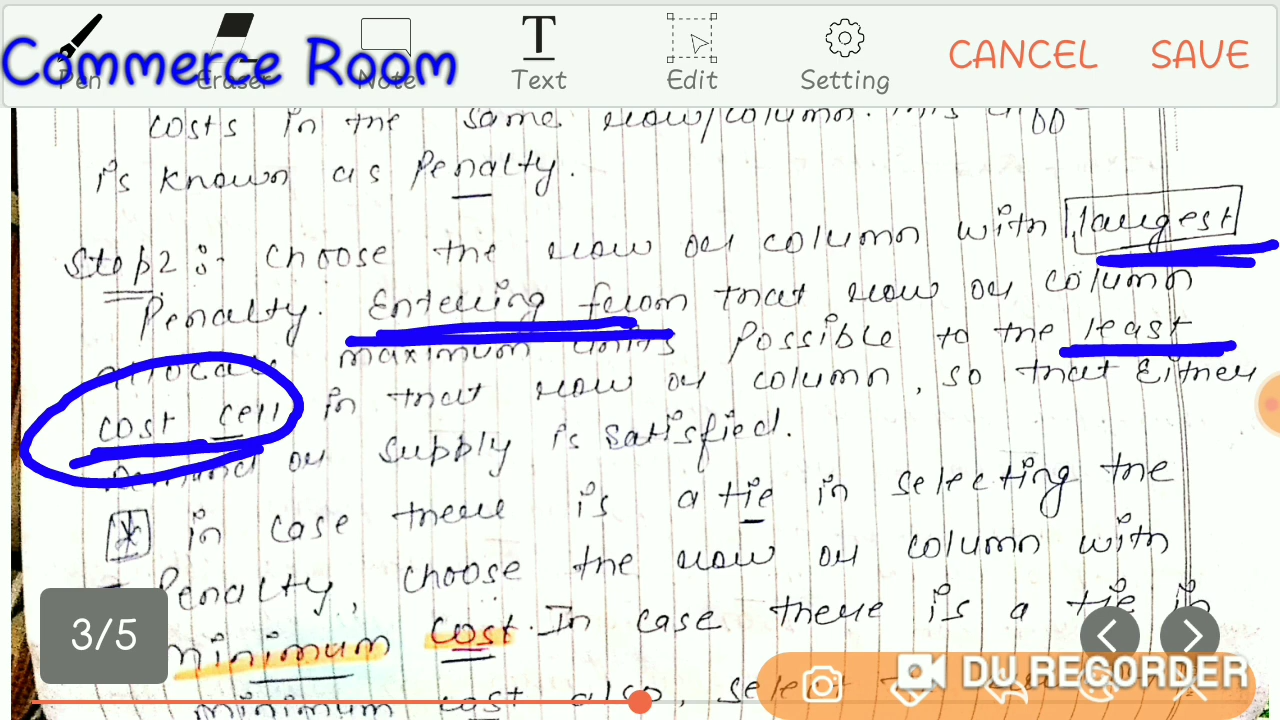 Commerce Room
Pen Eraser Note Text Edit Setting CANCEL SAVE
costs in the same row/column. This diff
is known as Penalty.
Step 2 :- choose the row or column with largest
Penalty. Entering from that row or column
allocate maximum units possible to the least
cost cell in that row or column, so that Either
Demand or supply is satisfied.
* in case there is a tie in selecting the
Penalty, choose the row or column with
minimum cost. In case there is a tie in
minimum cost also, select
3/5
DU RECORDER